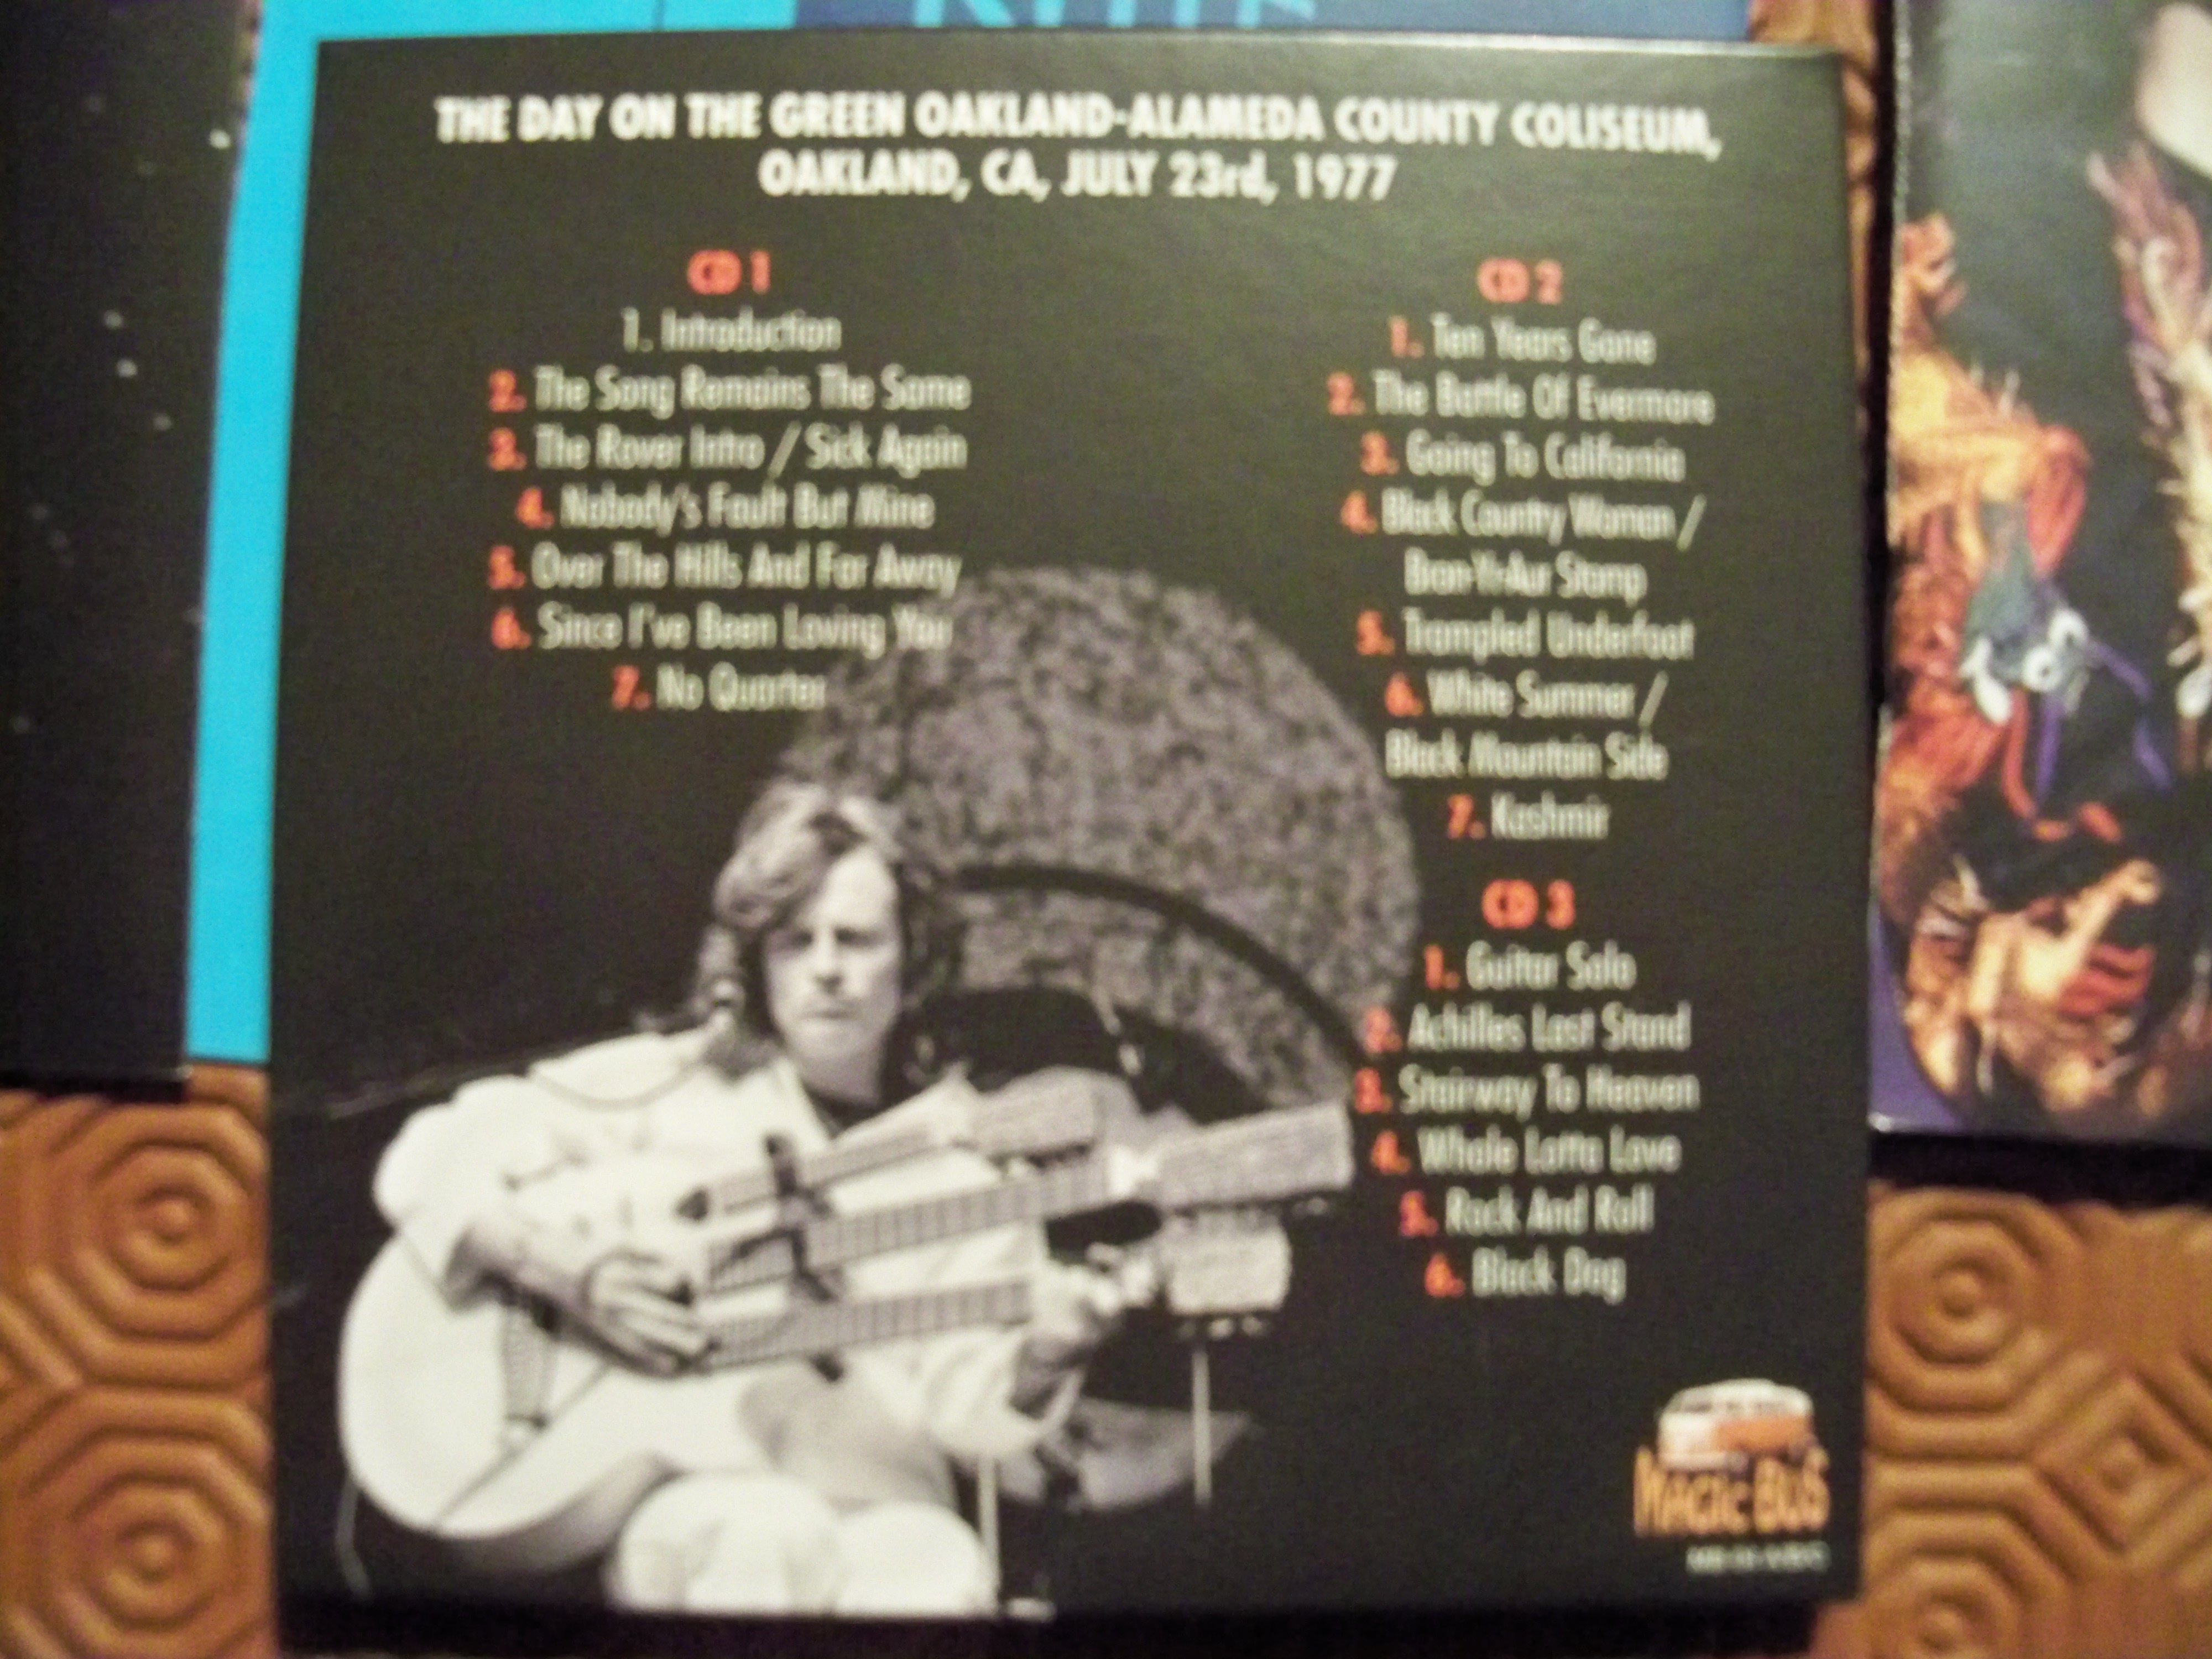 THE DAY ON THE GREEN OAKLAND-ALAMEDA COUNTY COLISEUM,
OAKLAND, CA, JULY 23rd, 1977
CD 1
1. Introduction
2. The Song Remains The Same
3. The Rover Intro / Sick Again
4. Nobody's Fault But Mine
5. Over The Hills And Far Away
6. Since I've Been Loving You
7. No Quarter
CD 2
1. Ten Years Gone
2. The Battle Of Evermore
3. Going To California
4. Black Country Woman /
Bron-Yr-Aur Stomp
5. Trampled Underfoot
6. White Summer /
Black Mountain Side
7. Kashmir
CD 3
1. Guitar Solo
2. Achilles Last Stand
3. Stairway To Heaven
4. Whole Lotta Love
5. Rock And Roll
6. Black Dog
MAGIC BUS